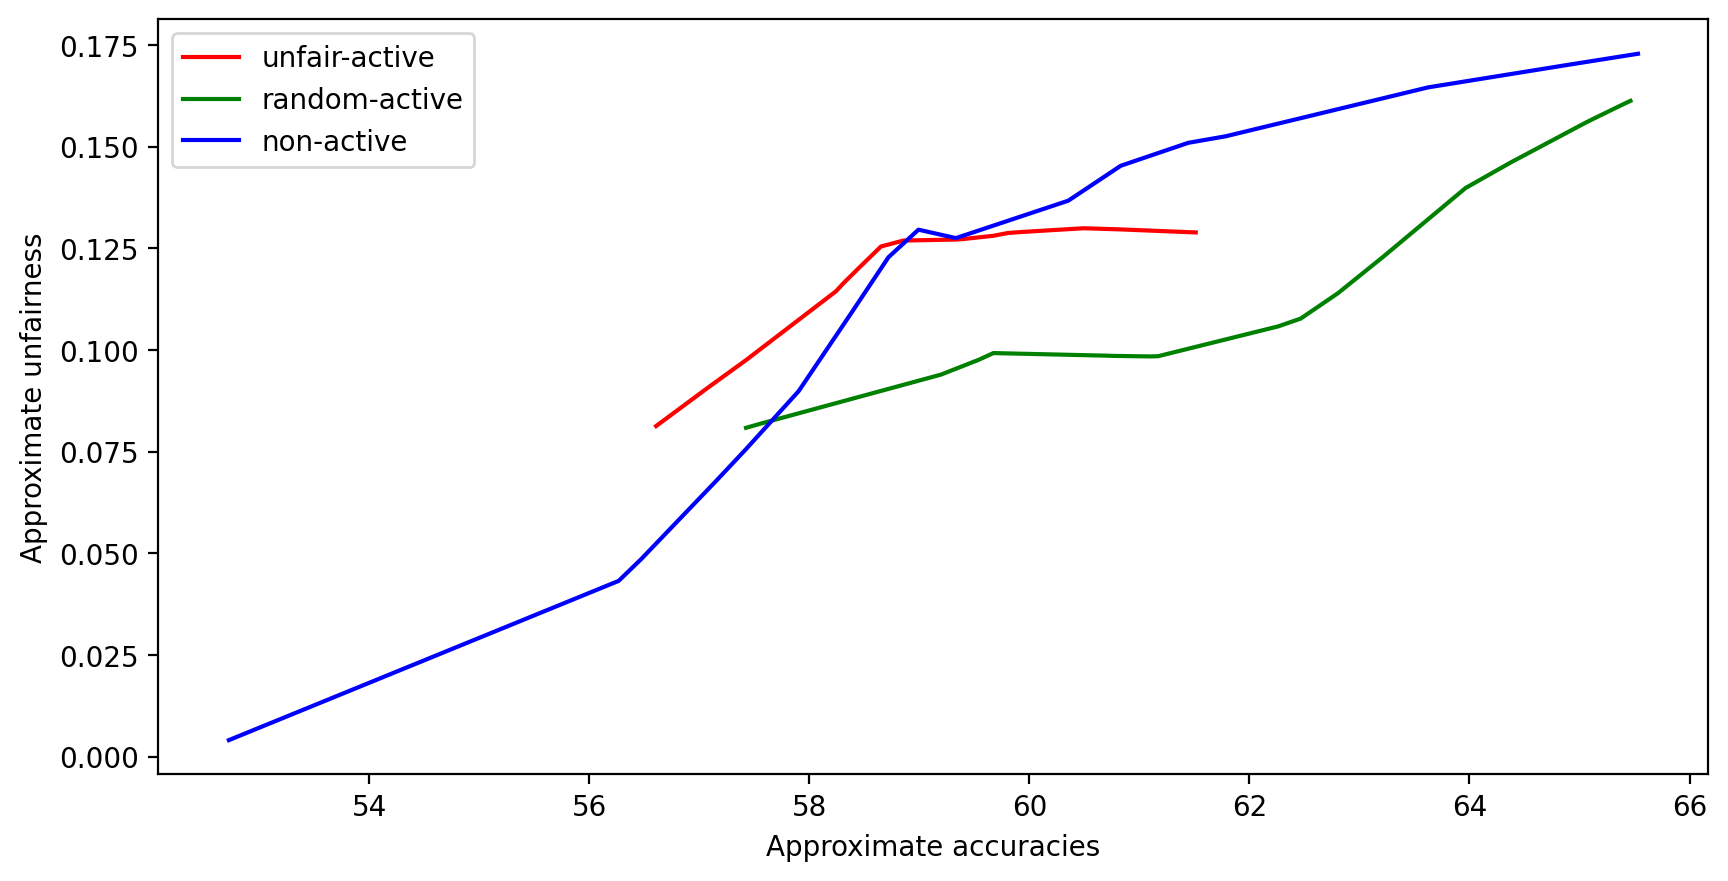 unfair-active
random-active
non-active
0.175
0.150
0.125
0.100
0.075
0.050
0.025
0.000
Approximate unfairness
54 56 58 60 62 64 66
Approximate accuracies